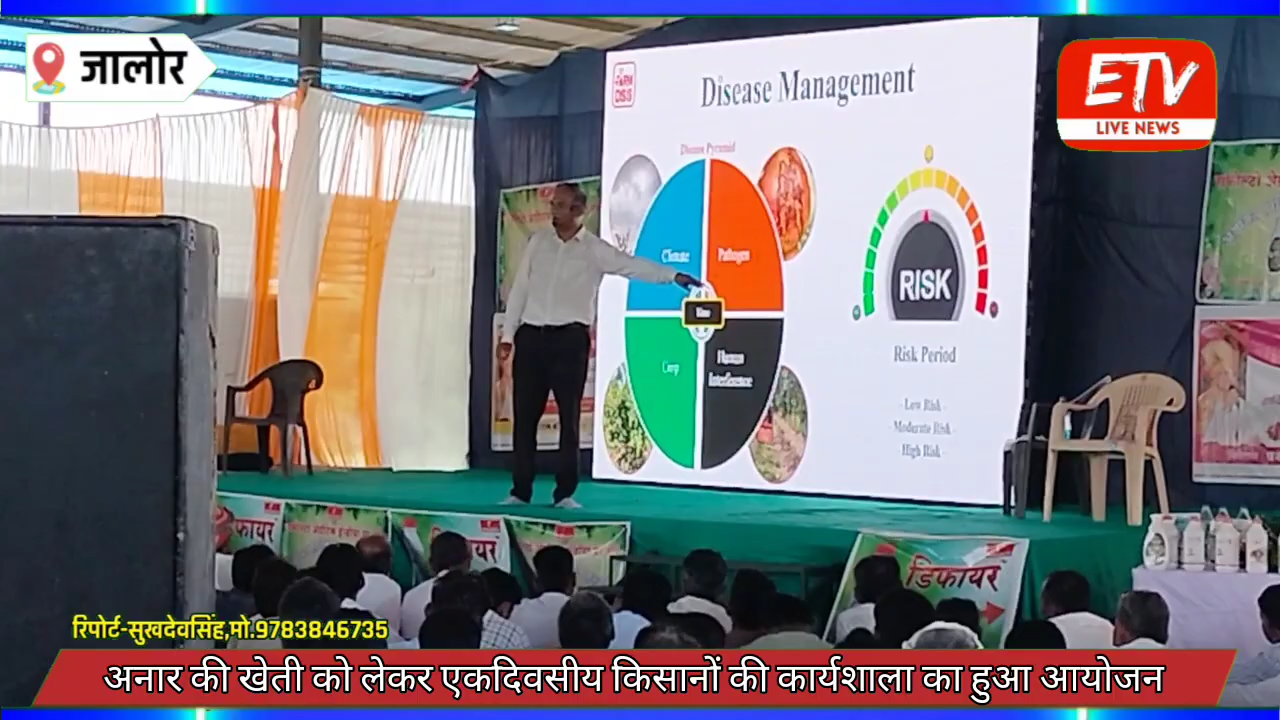 जालोर
ETV
LIVE NEWS
Disease Management
Disease Pyramid
Climate
Pathogen
Crop
Human
Interference
RISK
Risk Period
- Low Risk -
- Moderate Risk -
- High Risk -
डिफायर
रिपोर्ट-सुखदेवसिंह,मो.9783846735
अनार की खेती को लेकर एकदिवसीय किसानों की कार्यशाला का हुआ आयोजन